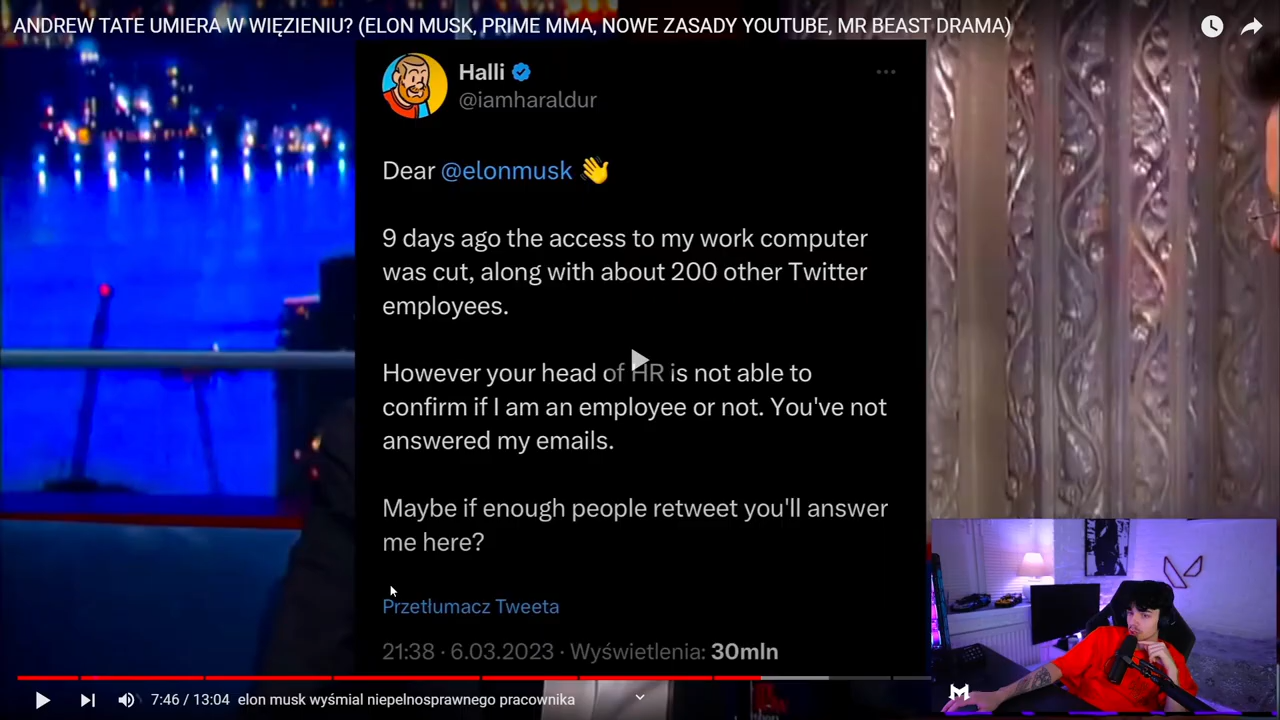 ANDREW TATE UMIERA W WIĘZIENIU? (ELON MUSK, PRIME MMA, NOWE ZASADY YOUTUBE, MR BEAST DRAMA)
Halli
@iamharaldur
Dear @elonmusk 👋
9 days ago the access to my work computer
was cut, along with about 200 other Twitter
employees.
However your head of HR is not able to
confirm if I am an employee or not. You've not
answered my emails.
Maybe if enough people retweet you'll answer
me here?
Przetłumacz Tweeta
21:38 · 6.03.2023 · Wyświetlenia: 30mln
7:46 / 13:04 elon musk wyśmial niepelnosprawnego pracownika